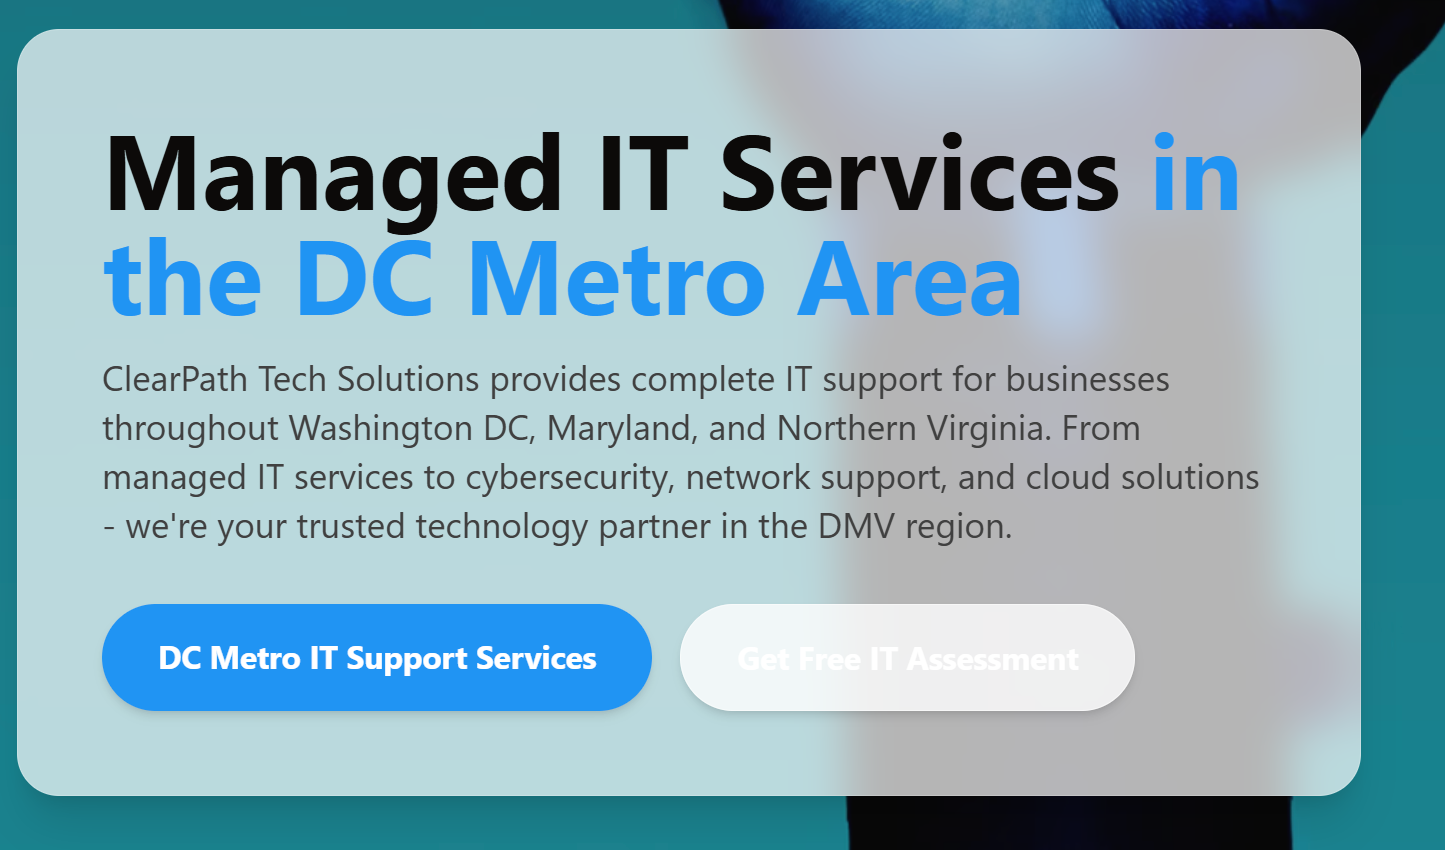 Managed IT Services in
the DC Metro Area
ClearPath Tech Solutions provides complete IT support for businesses
throughout Washington DC, Maryland, and Northern Virginia. From
managed IT services to cybersecurity, network support, and cloud solutions
- we're your trusted technology partner in the DMV region.
DC Metro IT Support Services
Get Free IT Assessment